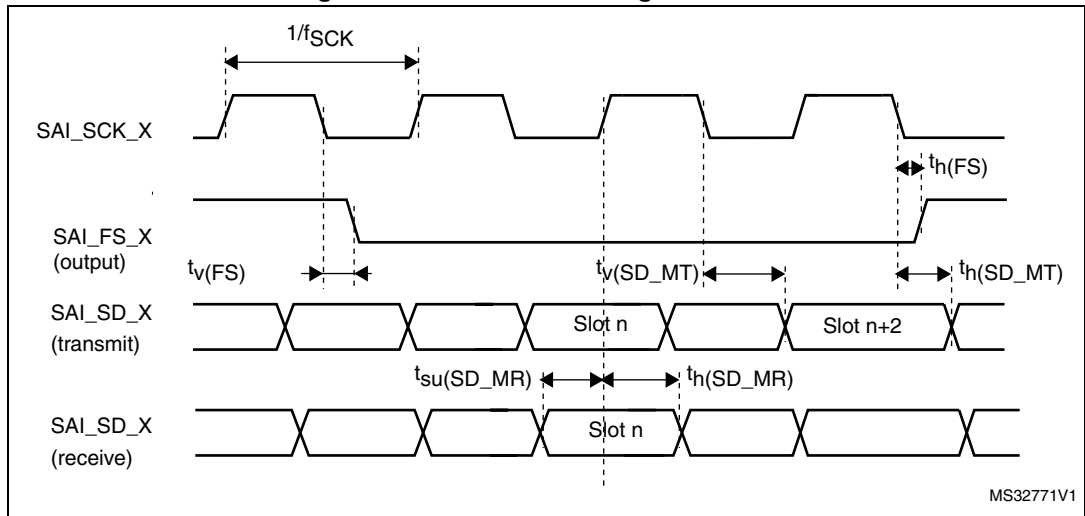 1/fSCK
SAI_SCK_X
th(FS)
SAI_FS_X
(output)
tv(FS)
tv(SD_MT)
th(SD_MT)
SAI_SD_X
(transmit)
Slot n
Slot n+2
tsu(SD_MR)
th(SD_MR)
SAI_SD_X
(receive)
Slot n
MS32771V1